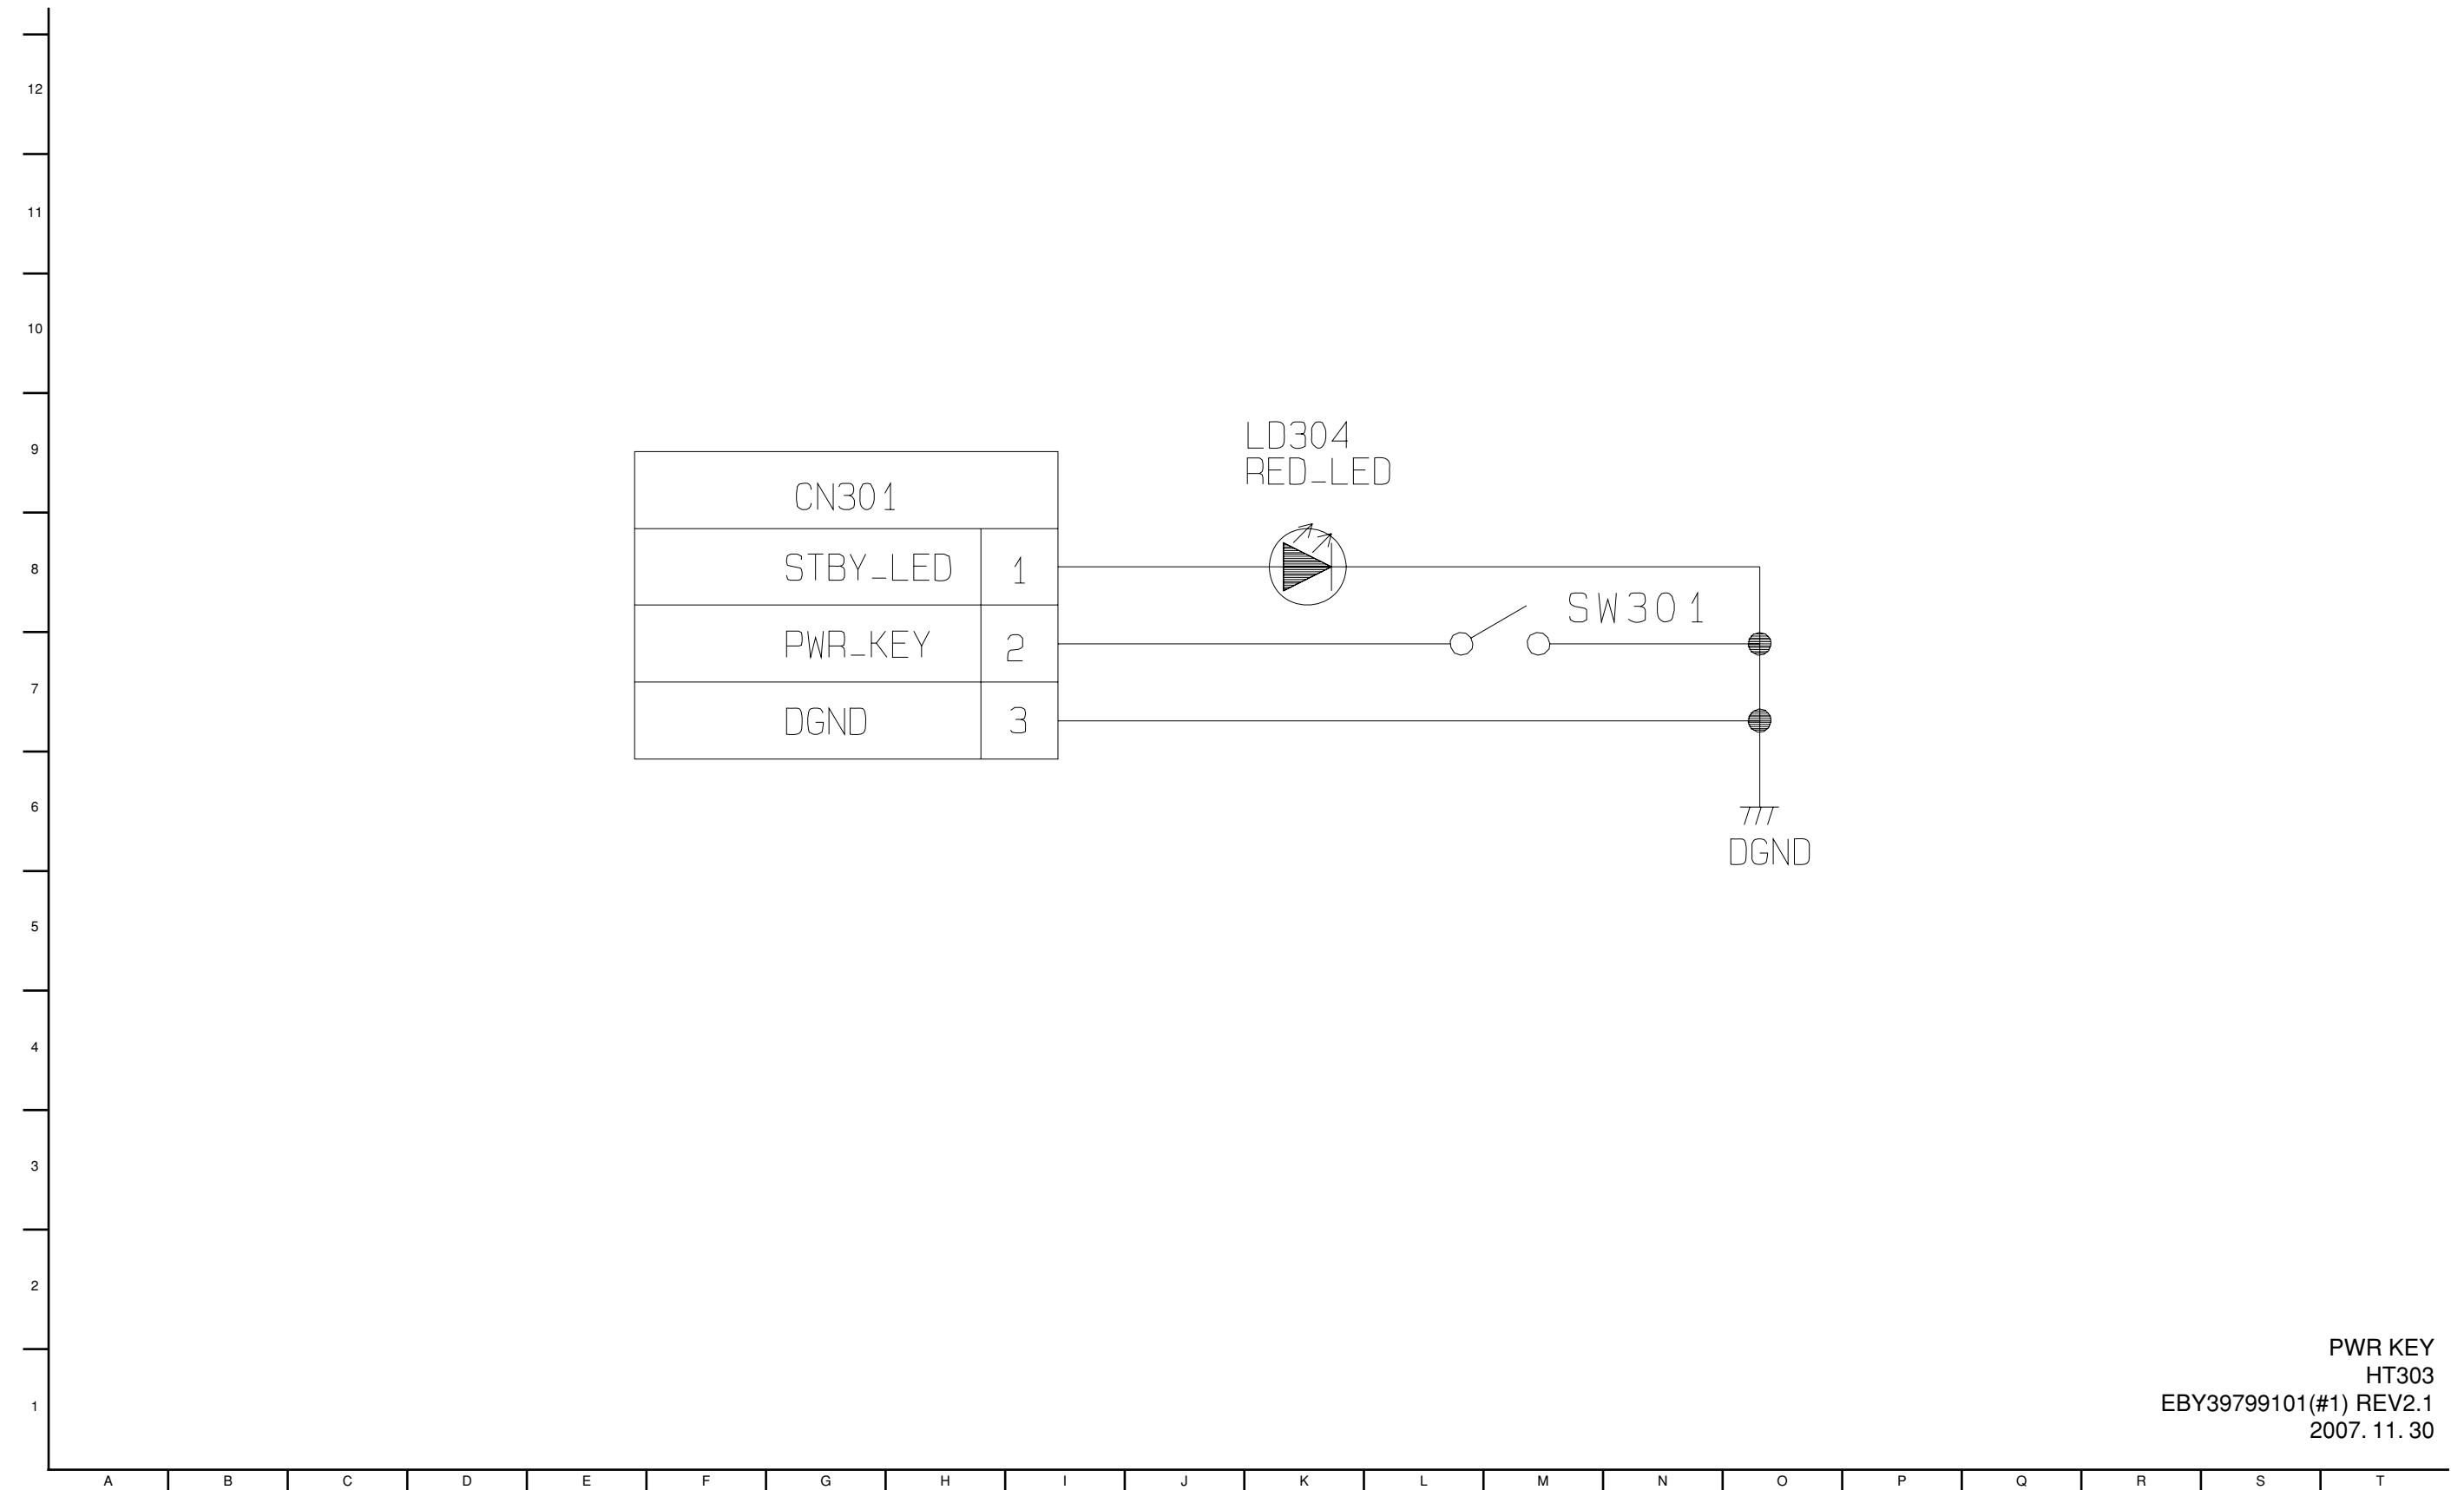 12
11
10
9
8
7
6
5
4
3
2
1
LD304
RED_LED
CN301
STBY_LED 1
SW301
PWR_KEY 2
DGND 3
DGND
PWR KEY
HT303
EBY39799101(#1) REV2.1
2007. 11. 30
A B C D E F G H I J K L M N O P Q R S T